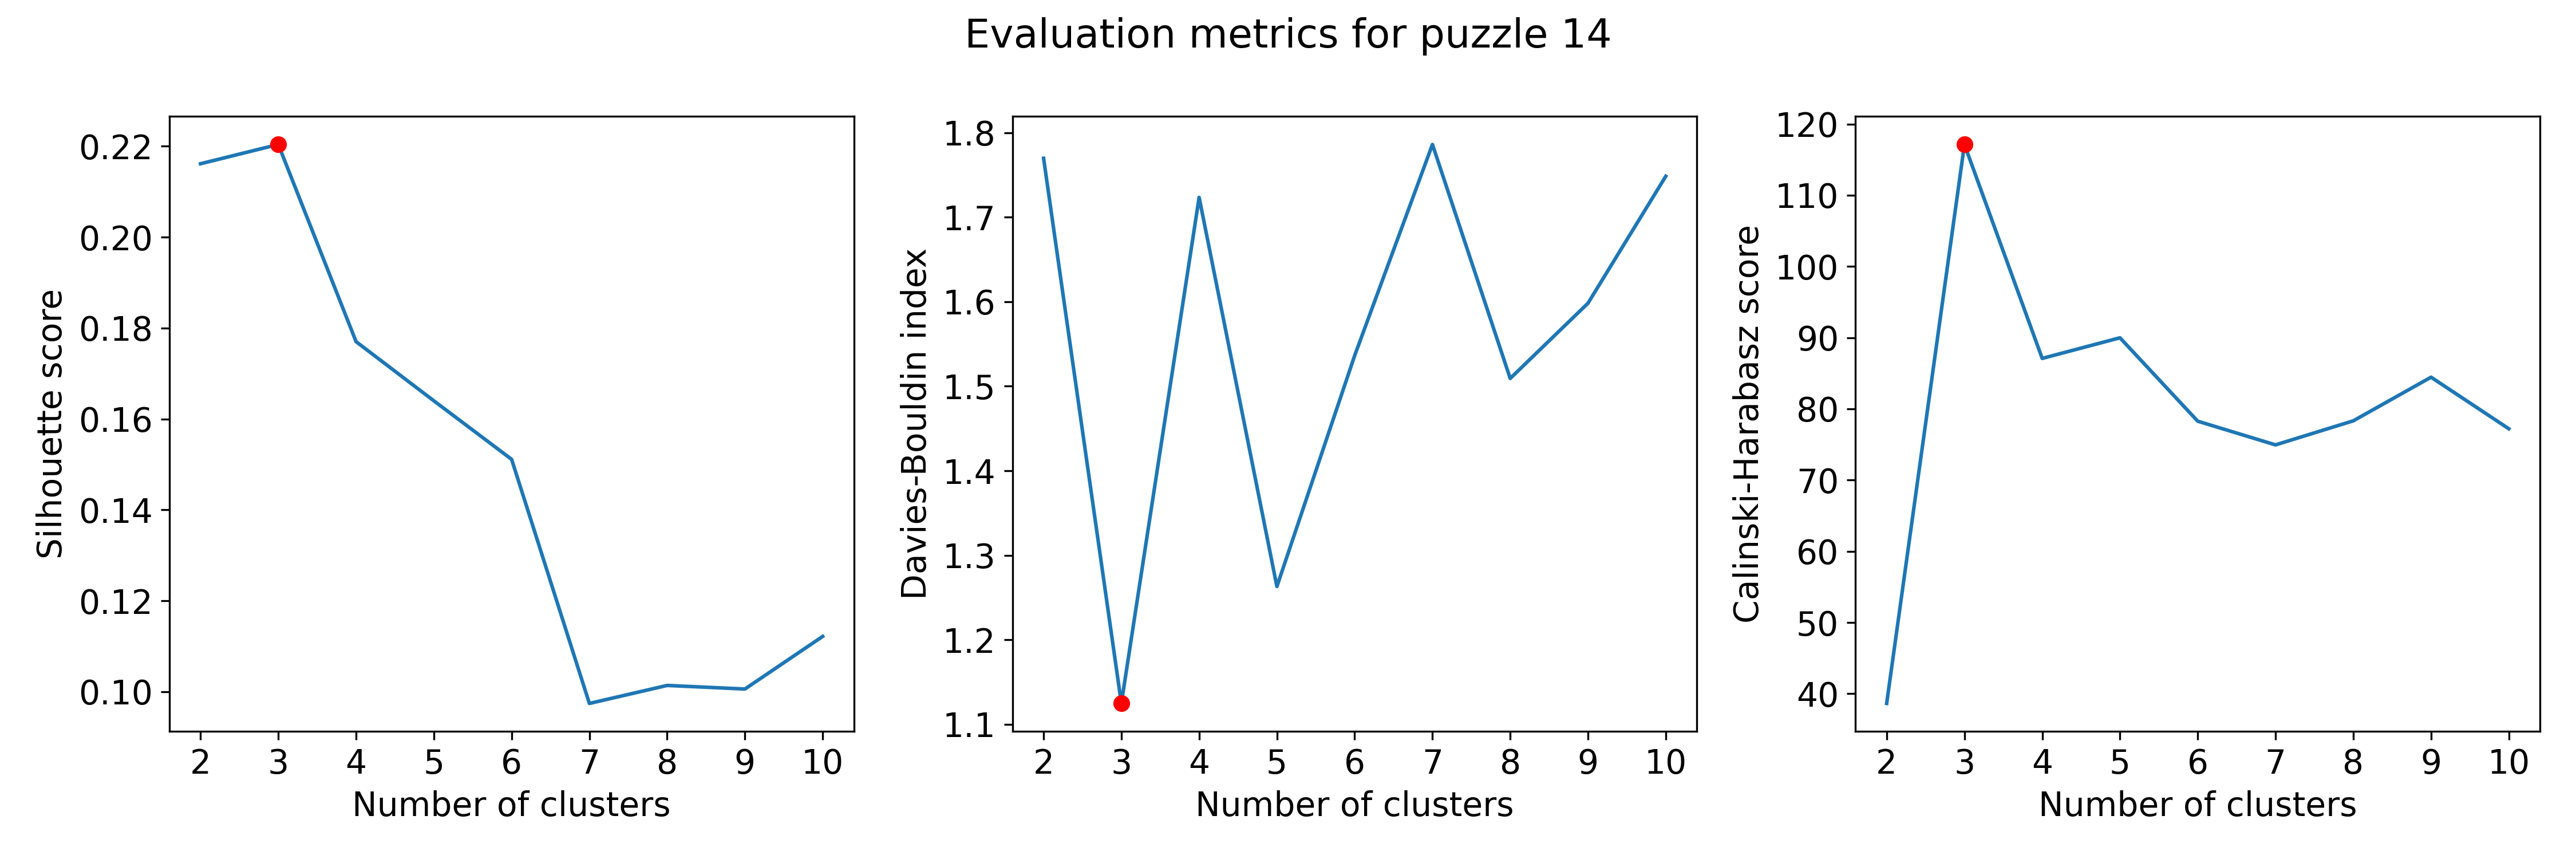 Evaluation metrics for puzzle 14
Silhouette score
0.22
0.20
0.18
0.16
0.14
0.12
0.10
2 3 4 5 6 7 8 9 10
Number of clusters
Davies-Bouldin index
1.8
1.7
1.6
1.5
1.4
1.3
1.2
1.1
2 3 4 5 6 7 8 9 10
Number of clusters
Calinski-Harabasz score
120
110
100
90
80
70
60
50
40
2 3 4 5 6 7 8 9 10
Number of clusters